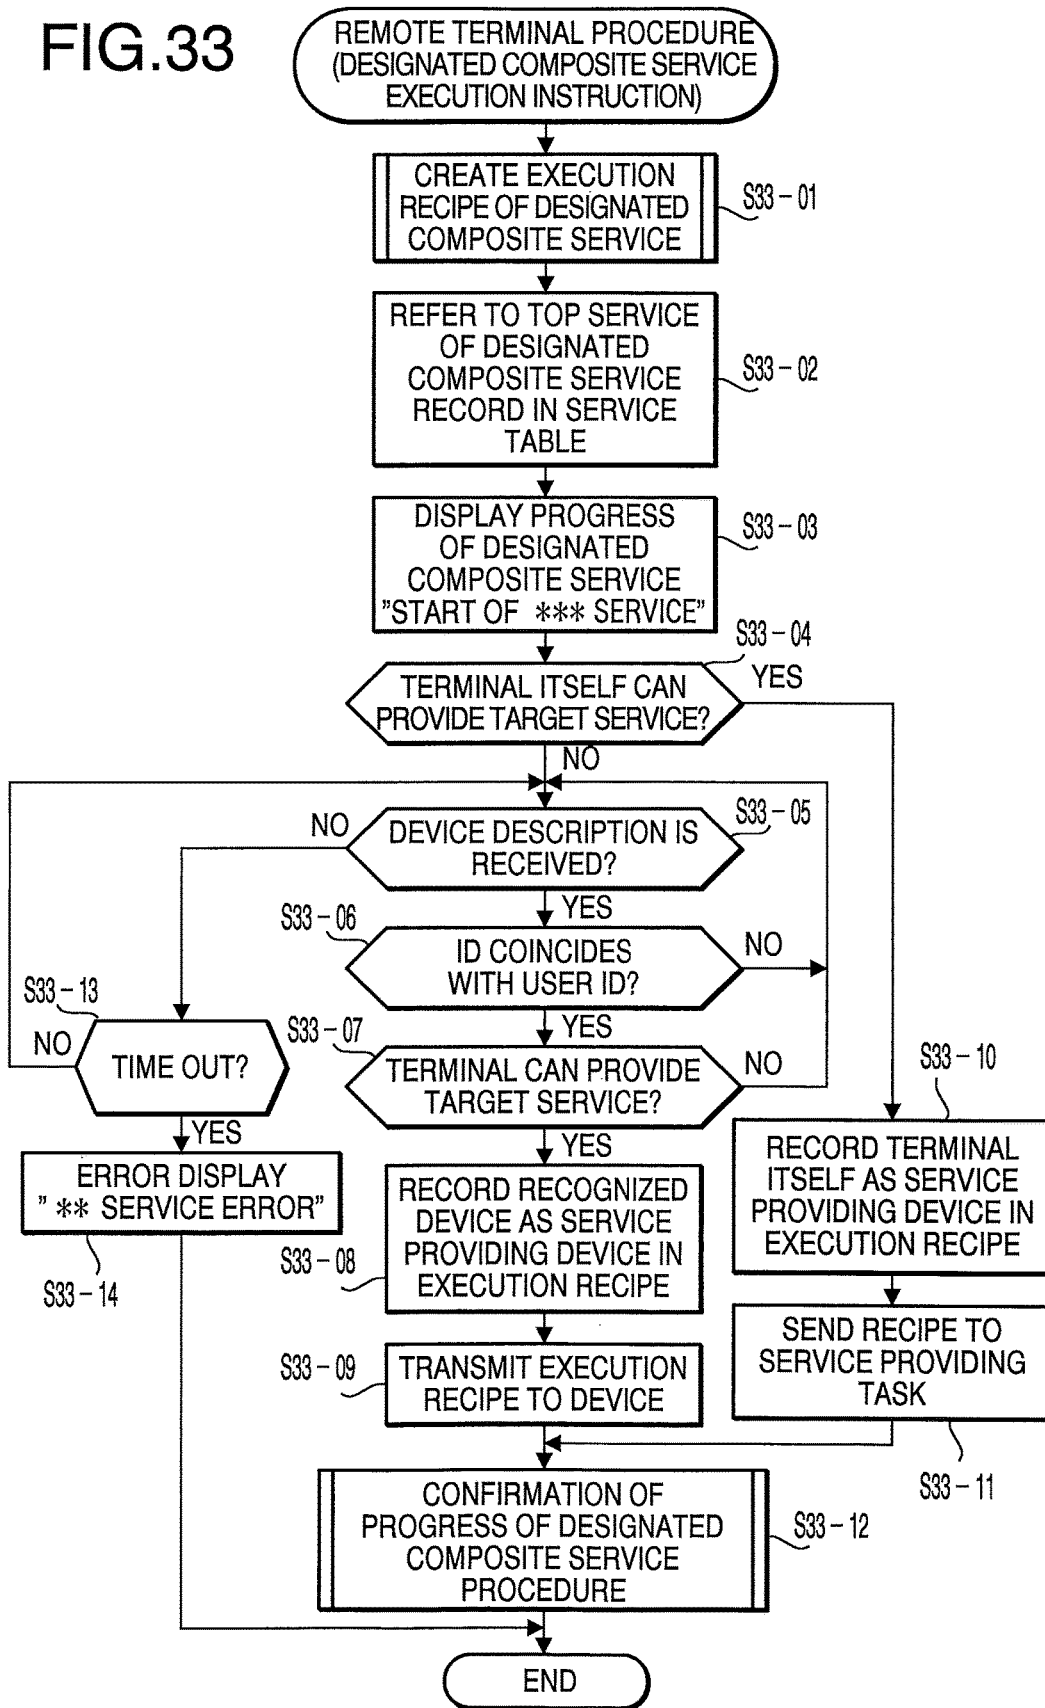 FIG.33
REMOTE TERMINAL PROCEDURE
(DESIGNATED COMPOSITE SERVICE
EXECUTION INSTRUCTION)
CREATE EXECUTION
RECIPE OF DESIGNATED
COMPOSITE SERVICE
S33-01
REFER TO TOP SERVICE
OF DESIGNATED
COMPOSITE SERVICE
RECORD IN SERVICE
TABLE
S33-02
DISPLAY PROGRESS
OF DESIGNATED
COMPOSITE SERVICE
"START OF *** SERVICE"
S33-03
S33-04
TERMINAL ITSELF CAN
PROVIDE TARGET SERVICE?
YES
NO
S33-05
DEVICE DESCRIPTION IS
RECEIVED?
NO
YES
S33-06
ID COINCIDES
WITH USER ID?
NO
YES
S33-13
TIME OUT?
NO
YES
S33-07
TERMINAL CAN PROVIDE
TARGET SERVICE?
NO
YES
S33-10
RECORD TERMINAL
ITSELF AS SERVICE
PROVIDING DEVICE IN
EXECUTION RECIPE
ERROR DISPLAY
" ** SERVICE ERROR"
S33-14
RECORD RECOGNIZED
DEVICE AS SERVICE
PROVIDING DEVICE IN
EXECUTION RECIPE
S33-08
SEND RECIPE TO
SERVICE PROVIDING
TASK
S33-11
S33-09
TRANSMIT EXECUTION
RECIPE TO DEVICE
CONFIRMATION OF
PROGRESS OF DESIGNATED
COMPOSITE SERVICE
PROCEDURE
S33-12
END